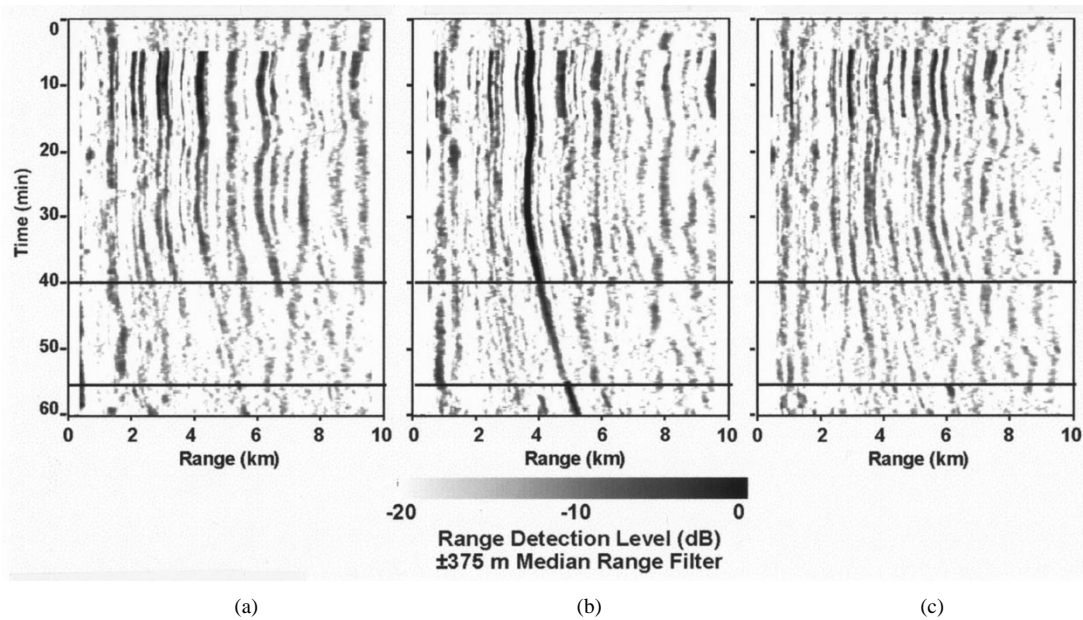 0
10
20
30
40
50
60
Time (min)
0 2 4 6 8 10
0 2 4 6 8 10
0 2 4 6 8 10
Range (km)
Range (km)
Range (km)
-20 -10 0
Range Detection Level (dB)
±375 m Median Range Filter
(a) (b) (c)